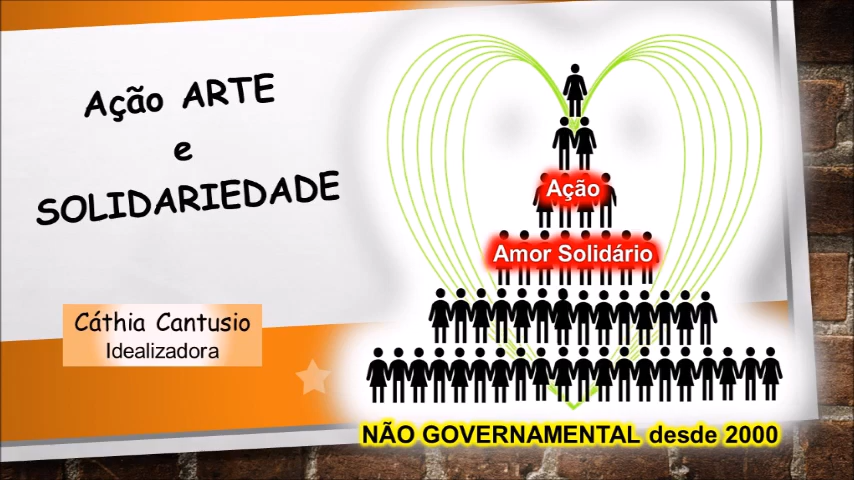 Ação ARTE
e
SOLIDARIEDADE
Cáthia Cantusio
Idealizadora
Ação
Amor Solidário
NÃO GOVERNAMENTAL desde 2000